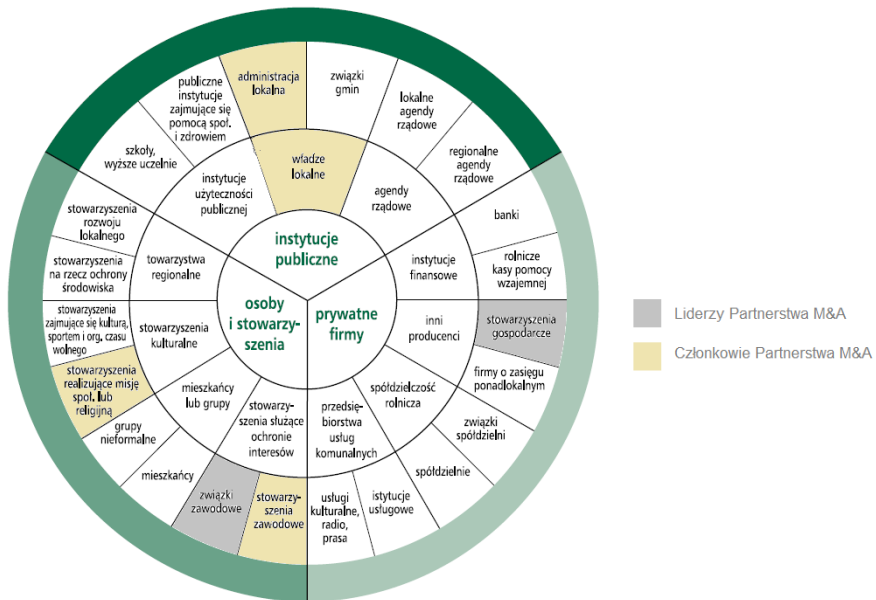 administracja
lokalna
związki
gmin
publiczne
instytucje
zajmujące się
pomocą społ.
i zdrowiem
lokalne
agendy
rządowe
szkoły,
wyższe uczelnie
regionalne
agendy
rządowe
instytucje
użyteczności
publicznej
władze
lokalne
agendy
rządowe
instytucje
publiczne
stowarzyszenia
rozwoju
lokalnego
banki
stowarzyszenia
na rzecz ochrony
środowiska
towarzystwa
regionalne
instytucje
finansowe
rolnicze
kasy pomocy
wzajemnej
osoby
i stowarzy-
szenia
prywatne
firmy
stowarzyszenia
zajmujące się kulturą,
sportem i org. czasu
wolnego
stowarzyszenia
kulturalne
inni
producenci
stowarzyszenia
gospodarcze
Liderzy Partnerstwa M&A
Członkowie Partnerstwa M&A
stowarzyszenia
realizujące misję
społ. lub
religijną
mieszkańcy
lub grupy
stowarzy-
szenia służące
ochronie
interesów
przedsię-
biorstwa
usług
komunalnych
spółdzielczość
rolnicza
firmy o zasięgu
ponadlokalnym
grupy
nieformalne
związki
spółdzielni
mieszkańcy
spółdzielnie
związki
zawodowe
stowarzy-
szenia
zawodowe
usługi
kulturalne,
radio,
prasa
istytucje
usługowe